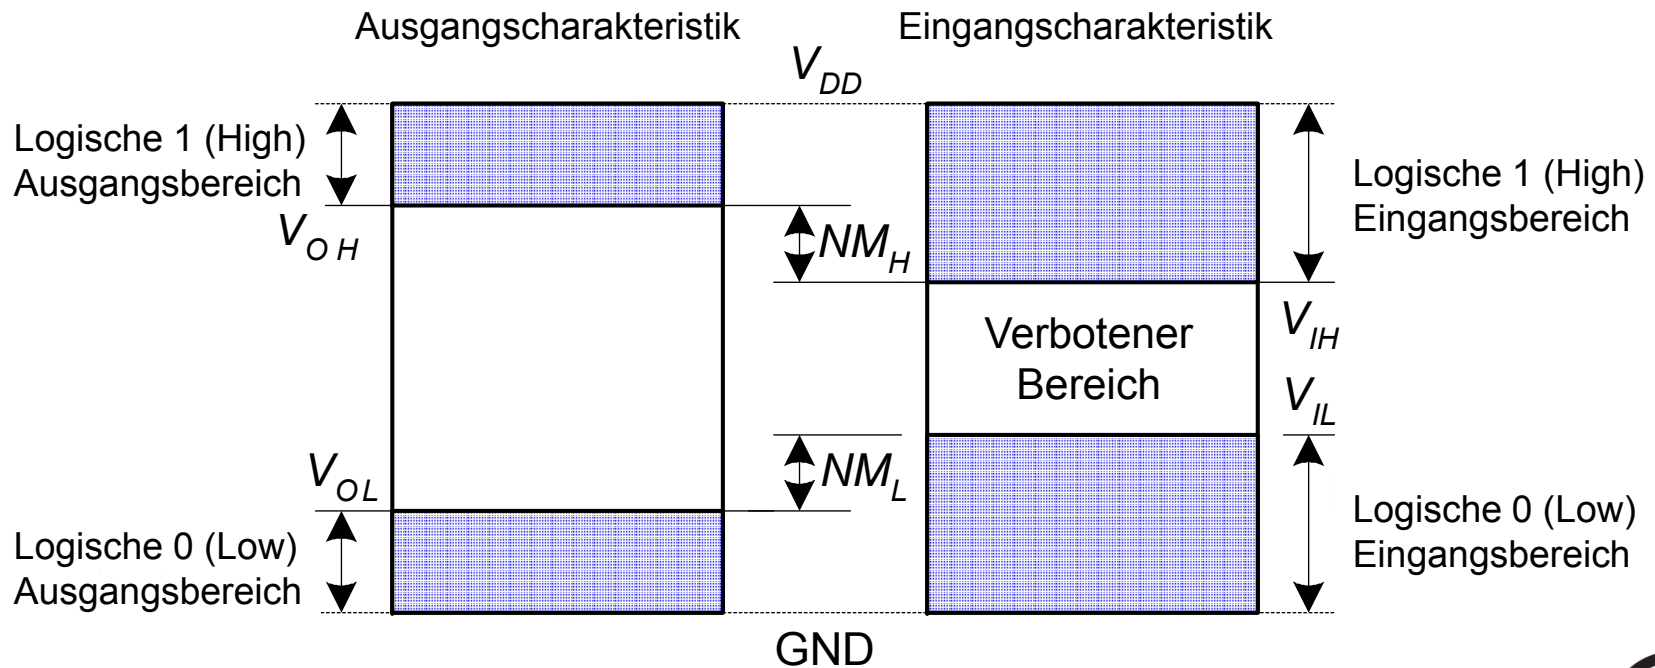 Ausgangscharakteristik
Eingangscharakteristik
V_DD
Logische 1 (High)
Ausgangsbereich
V_OH
NM_H
Logische 1 (High)
Eingangsbereich
V_IH
Verbotener
Bereich
V_IL
V_OL
NM_L
Logische 0 (Low)
Ausgangsbereich
Logische 0 (Low)
Eingangsbereich
GND